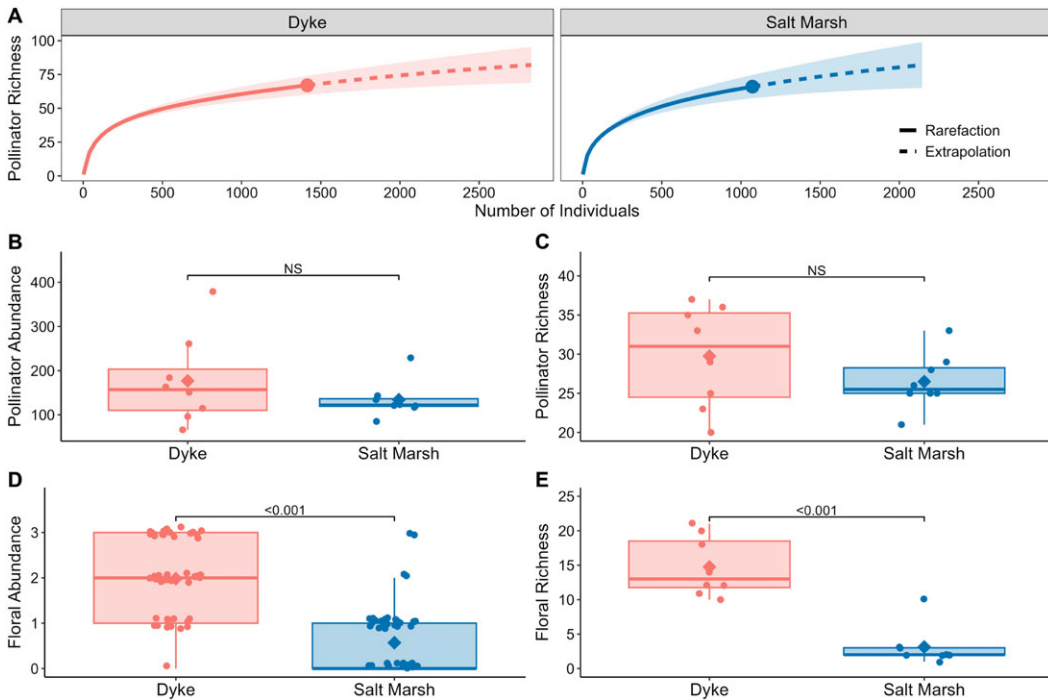 A
Dyke
Salt Marsh
Pollinator Richness
100
75
50
25
0
Rarefaction
Extrapolation
0 500 1000 1500 2000 2500
0 500 1000 1500 2000 2500
Number of Individuals
B
Pollinator Abundance
400
300
200
100
NS
Dyke Salt Marsh
C
Pollinator Richness
40
35
30
25
20
NS
Dyke Salt Marsh
D
Floral Abundance
3
2
1
0
<0.001
Dyke Salt Marsh
E
Floral Richness
25
20
15
10
5
0
<0.001
Dyke Salt Marsh